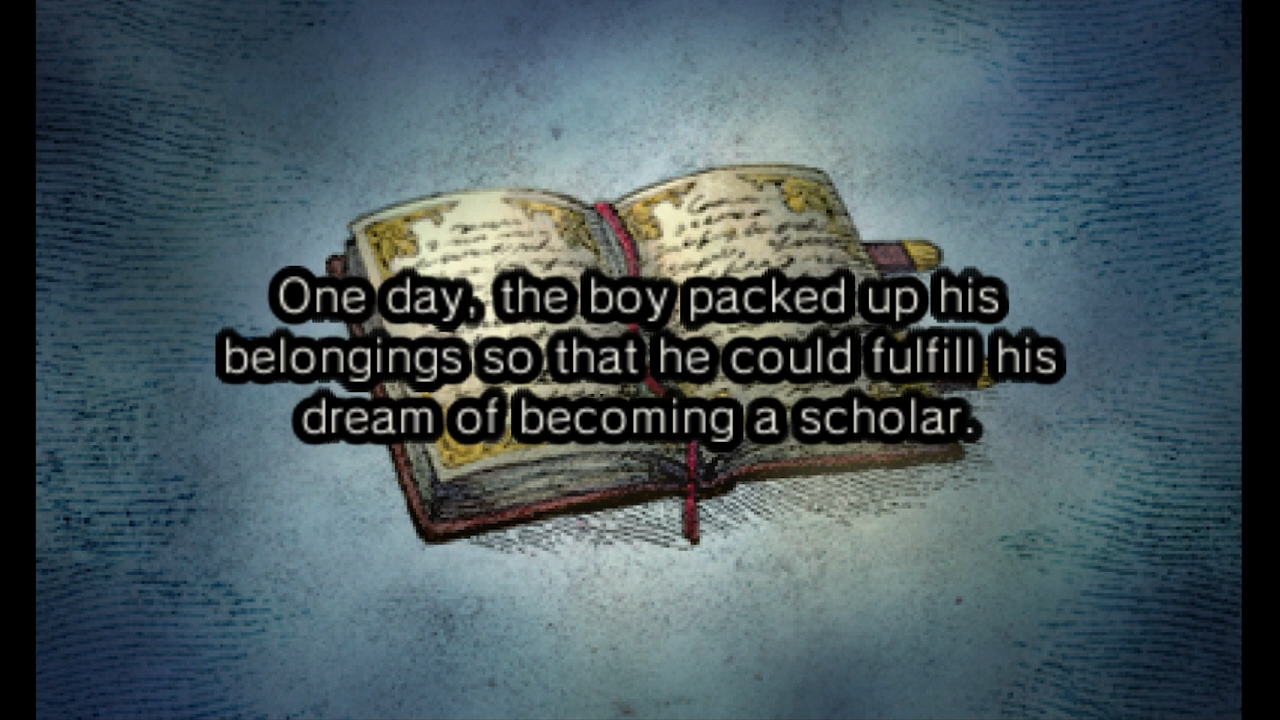 One day, the boy packed up his
belongings so that he could fulfill his
dream of becoming a scholar.